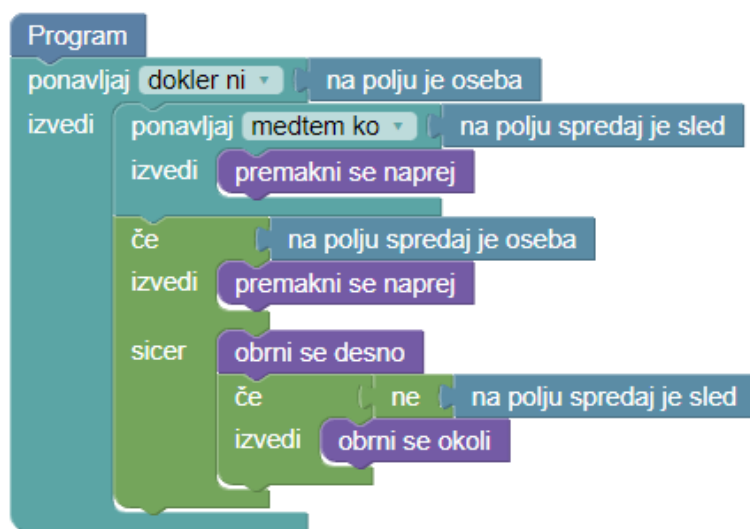 Program
ponavljaj dokler ni na polju je oseba
izvedi ponavljaj medtem ko na polju spredaj je sled
izvedi premakni se naprej
če na polju spredaj je oseba
izvedi premakni se naprej
sicer obrni se desno
če ne na polju spredaj je sled
izvedi obrni se okoli